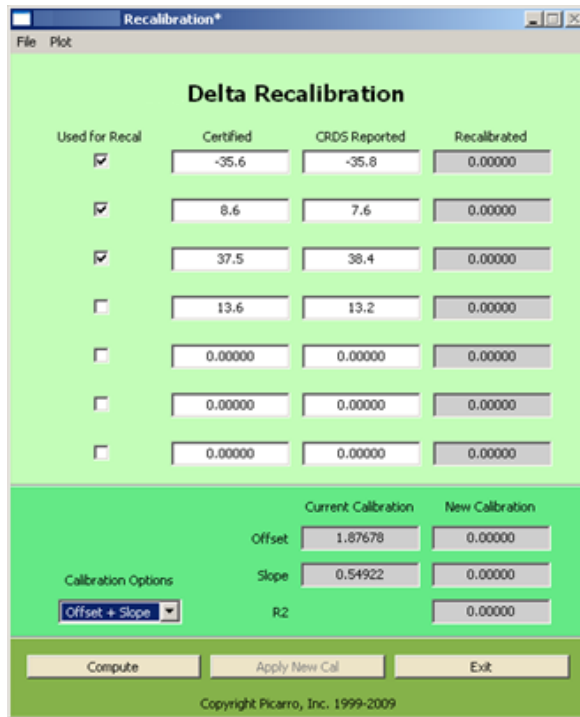 Recalibration*
File Plot
Delta Recalibration
Used for Recal Certified CRDS Reported Recalibrated
-35.6 -35.8 0.00000
8.6 7.6 0.00000
37.5 38.4 0.00000
13.6 13.2 0.00000
0.00000 0.00000 0.00000
0.00000 0.00000 0.00000
0.00000 0.00000 0.00000
Current Calibration New Calibration
Offset 1.87678 0.00000
Calibration Options Slope 0.54922 0.00000
Offset + Slope R2 0.00000
Compute Apply New Cal Exit
Copyright Picarro, Inc. 1999-2009